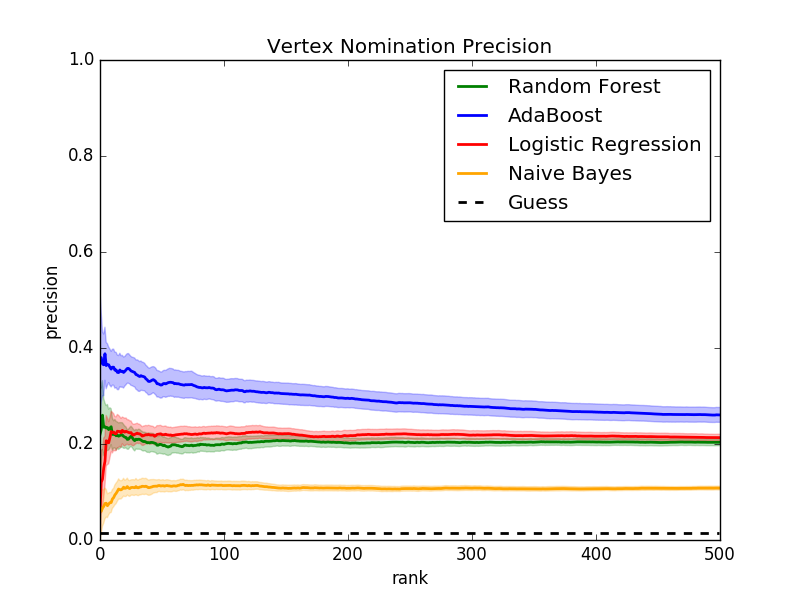 Vertex Nomination Precision
1.0
0.8
0.6
0.4
0.2
0.0
precision
Random Forest
AdaBoost
Logistic Regression
Naive Bayes
Guess
0 100 200 300 400 500
rank